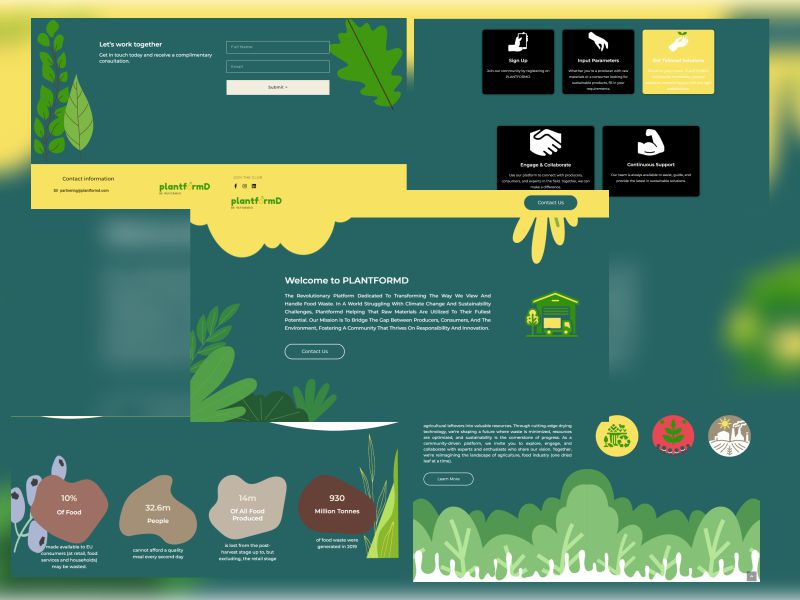 Let's work together
Get in touch today and receive a complimentary
consultation.
Full Name
Email
Submit >
Contact information
partnering@plantformd.com
plantformD
JOIN THE CLUB
plantformD
Sign Up
Join our community by registering on
PLANTFORMD
Input Parameters
Whether you're a producer with raw
materials or a consumer looking for
sustainable products, fill in your
requirements.
Get Tailored Solutions
Engage & Collaborate
Use our platform to connect with producers,
consumers, and experts in the field. Together, we can
make a difference.
Continuous Support
Our team is always available to assist, guide, and
provide the latest in sustainable solutions.
Contact Us
Welcome to PLANTFORMD
The Revolutionary Platform Dedicated To Transforming The Way We View And
Handle Food Waste. In A World Struggling With Climate Change And Sustainability
Challenges, Plantformd Helping That Raw Materials Are Utilized To Their Fullest
Potential. Our Mission Is To Bridge The Gap Between Producers, Consumers, And The
Environment, Fostering A Community That Thrives On Responsibility And Innovation.
Contact Us
10%
Of Food
made available to EU
consumers (at retail, food
services and households)
may be wasted.
32.6m
People
cannot afford a quality
meal every second day
14m
Of All Food
Produced
is lost from the post-
harvest stage up to, but
excluding, the retail stage
930
Million Tonnes
of food waste were
generated in 2019
agricultural leftovers into valuable resources. Through cutting-edge drying
technology, we're shaping a future where waste is minimized, resources
are optimized, and sustainability is the cornerstone of progress. As a
community-driven platform, we invite you to explore, engage, and
collaborate with experts and enthusiasts who share our vision. Together,
we're reimagining the landscape of agriculture, food industry (one dried
leaf at a time).
Learn More